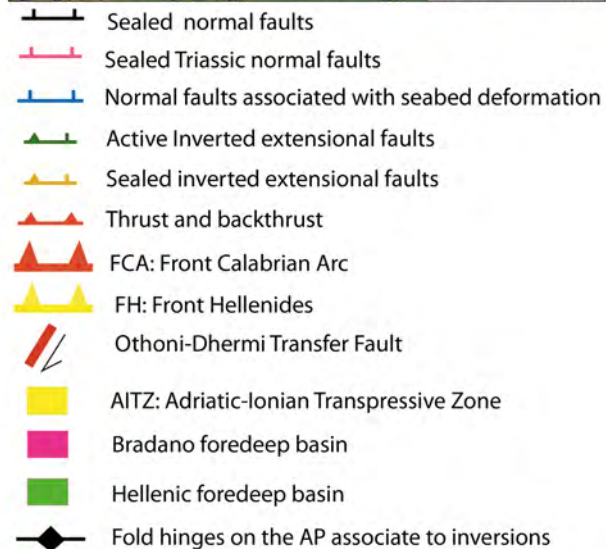 Sealed normal faults
Sealed Triassic normal faults
Normal faults associated with seabed deformation
Active Inverted extensional faults
Sealed inverted extensional faults
Thrust and backthrust
FCA: Front Calabrian Arc
FH: Front Hellenides
Othoni-Dhermi Transfer Fault
AITZ: Adriatic-Ionian Transpressive Zone
Bradano foredeep basin
Hellenic foredeep basin
Fold hinges on the AP associate to inversions